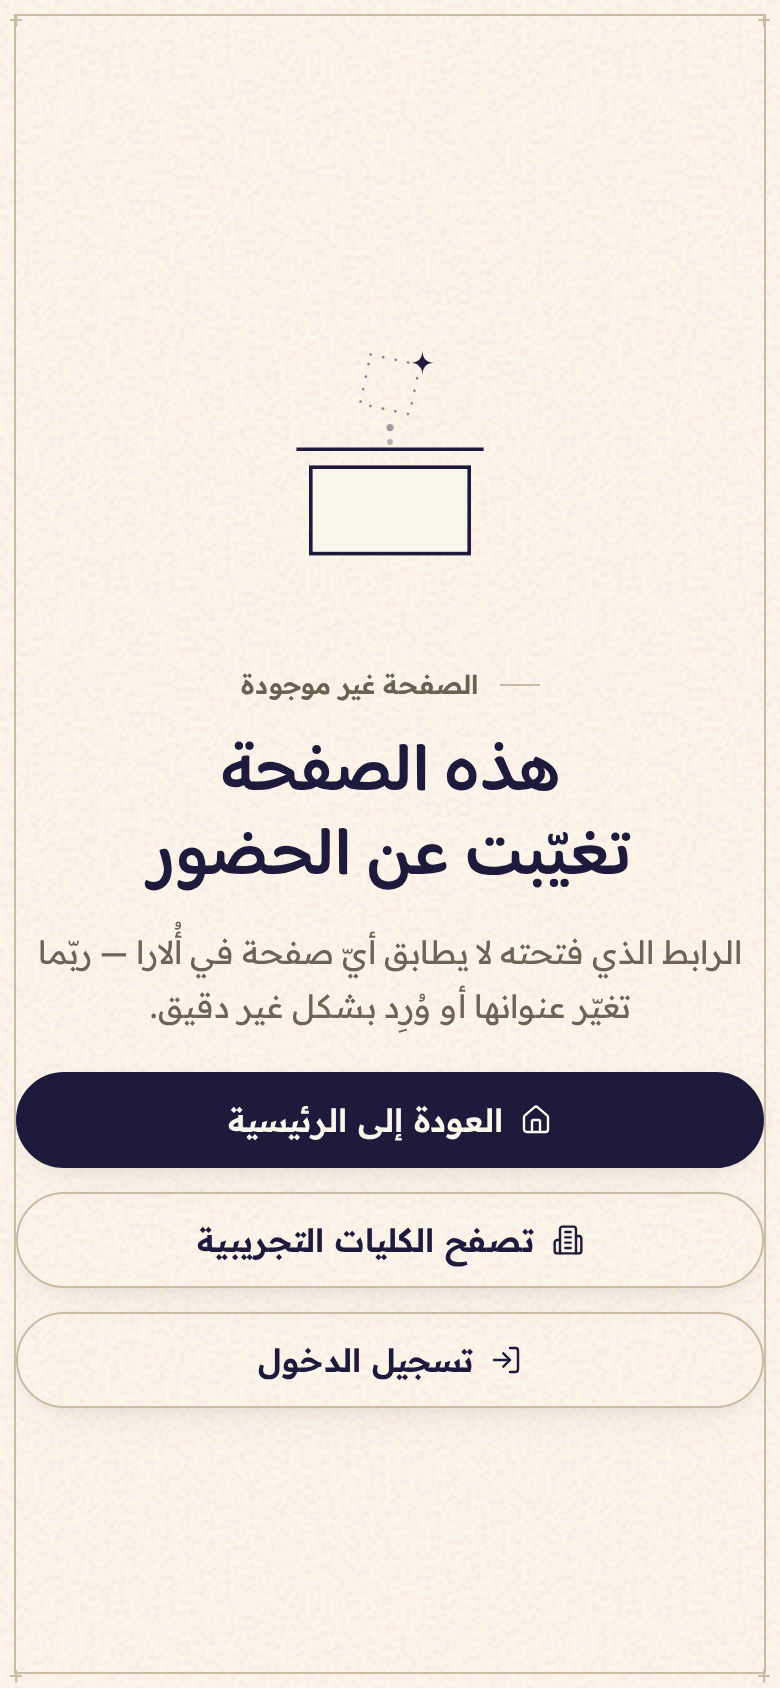 الصفحة غير موجودة
هذه الصفحة
تغيّبت عن الحضور
الرابط الذي فتحته لا يطابق أيّ صفحة في أُلارا — ربّما
تغيّر عنوانها أو وُرِد بشكل غير دقيق.
العودة إلى الرئيسية
تصفح الكليات التجريبية
تسجيل الدخول